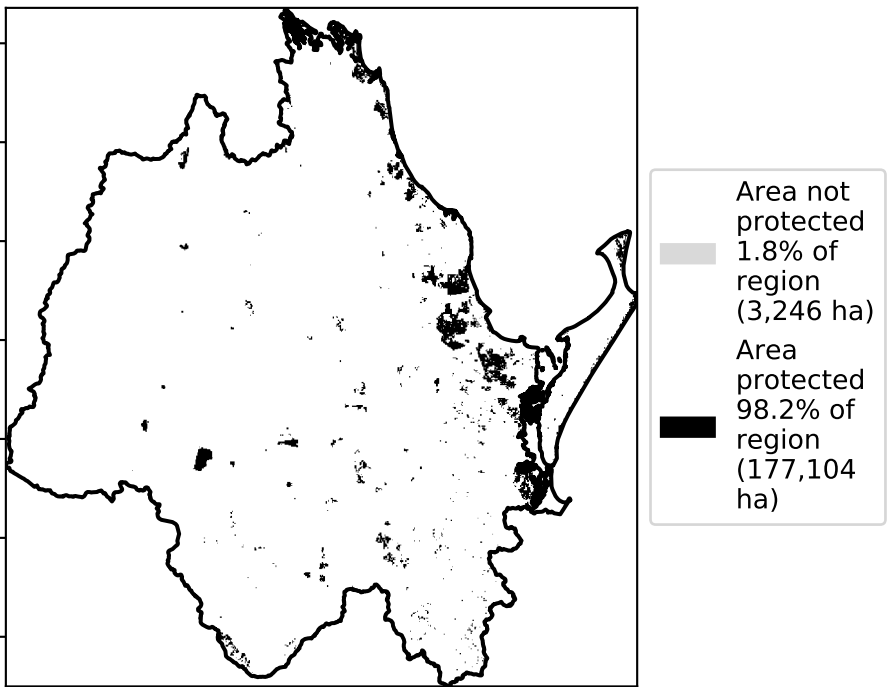 Area not
protected
1.8% of
region
(3,246 ha)
Area
protected
98.2% of
region
(177,104
ha)